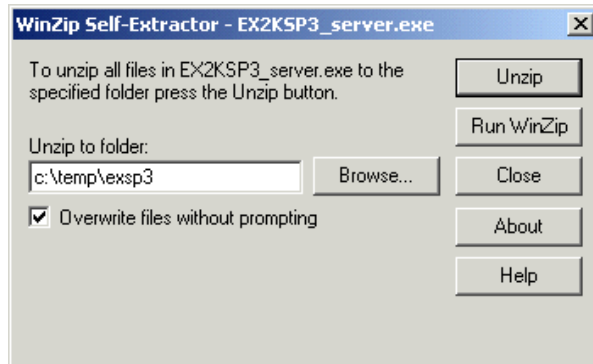 WinZip Self-Extractor - EX2KSP3_server.exe
To unzip all files in EX2KSP3_server.exe to the
specified folder press the Unzip button.
Unzip to folder:
c:\temp\exsp3
Browse...
Overwrite files without prompting
Unzip
Run WinZip
Close
About
Help